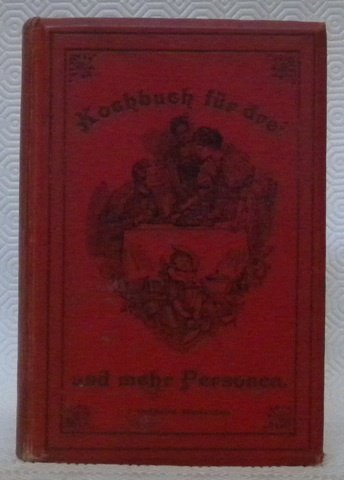 Kochbuch für drei
und mehr Personen.